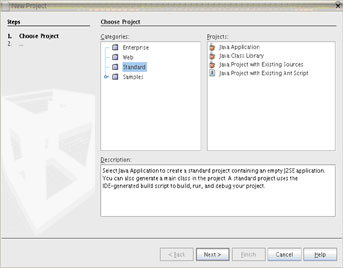 New Project
Steps
Choose Project
1. Choose Project
2. ...
Categories:
Projects:
Enterprise
Web
Standard
Samples
Java Application
Java Class Library
Java Project with Existing Sources
Java Project with Existing Ant Script
Description:
Select Java Application to create a standard project containing an empty J2SE application.
You can also generate a main class in the project. A standard project uses the
IDE-generated build script to build, run, and debug your project.
< Back
Next >
Finish
Cancel
Help